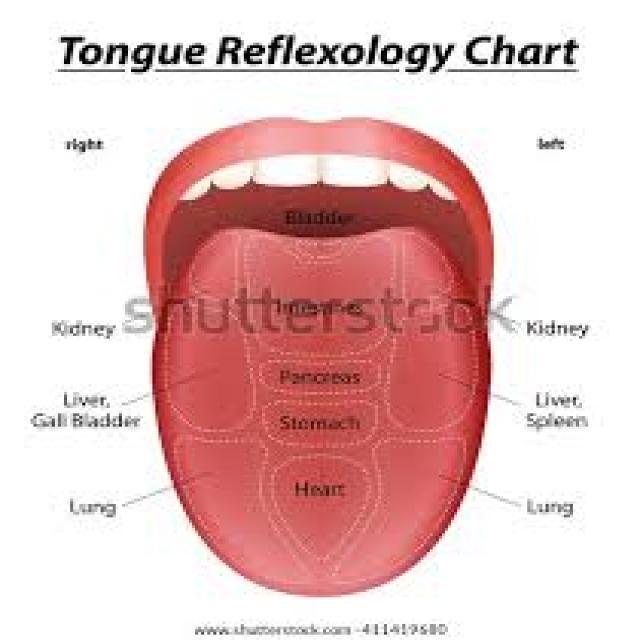 Tongue Reflexology Chart
right
left
Bladder
Intestines
shutterstock
Kidney
Kidney
Pancreas
Liver,
Gall Bladder
Liver,
Spleen
Stomach
Heart
Lung
Lung
www.shutterstock.com · 411419680